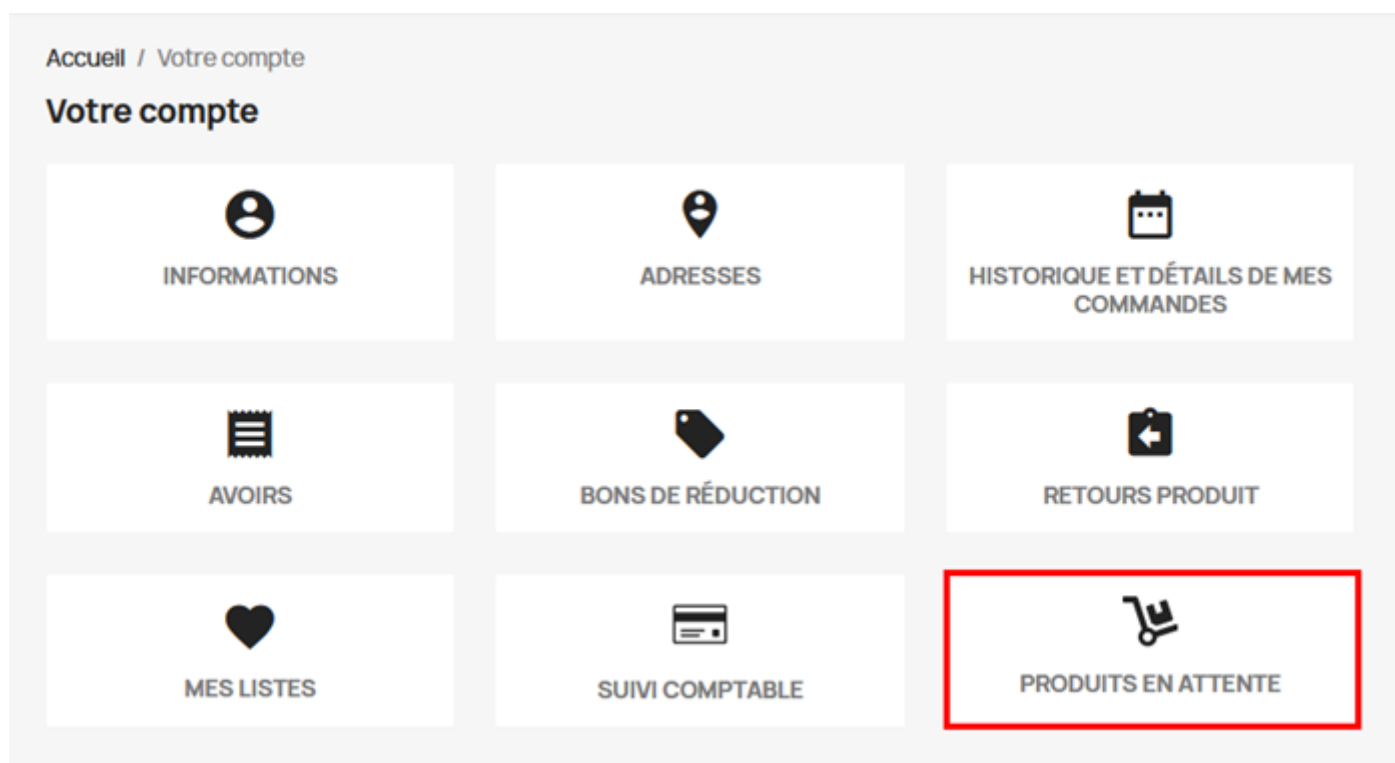 Accueil / Votre compte
Votre compte
INFORMATIONS
ADRESSES
HISTORIQUE ET DÉTAILS DE MES
COMMANDES
AVOIRS
BONS DE RÉDUCTION
RETOURS PRODUIT
MES LISTES
SUIVI COMPTABLE
PRODUITS EN ATTENTE